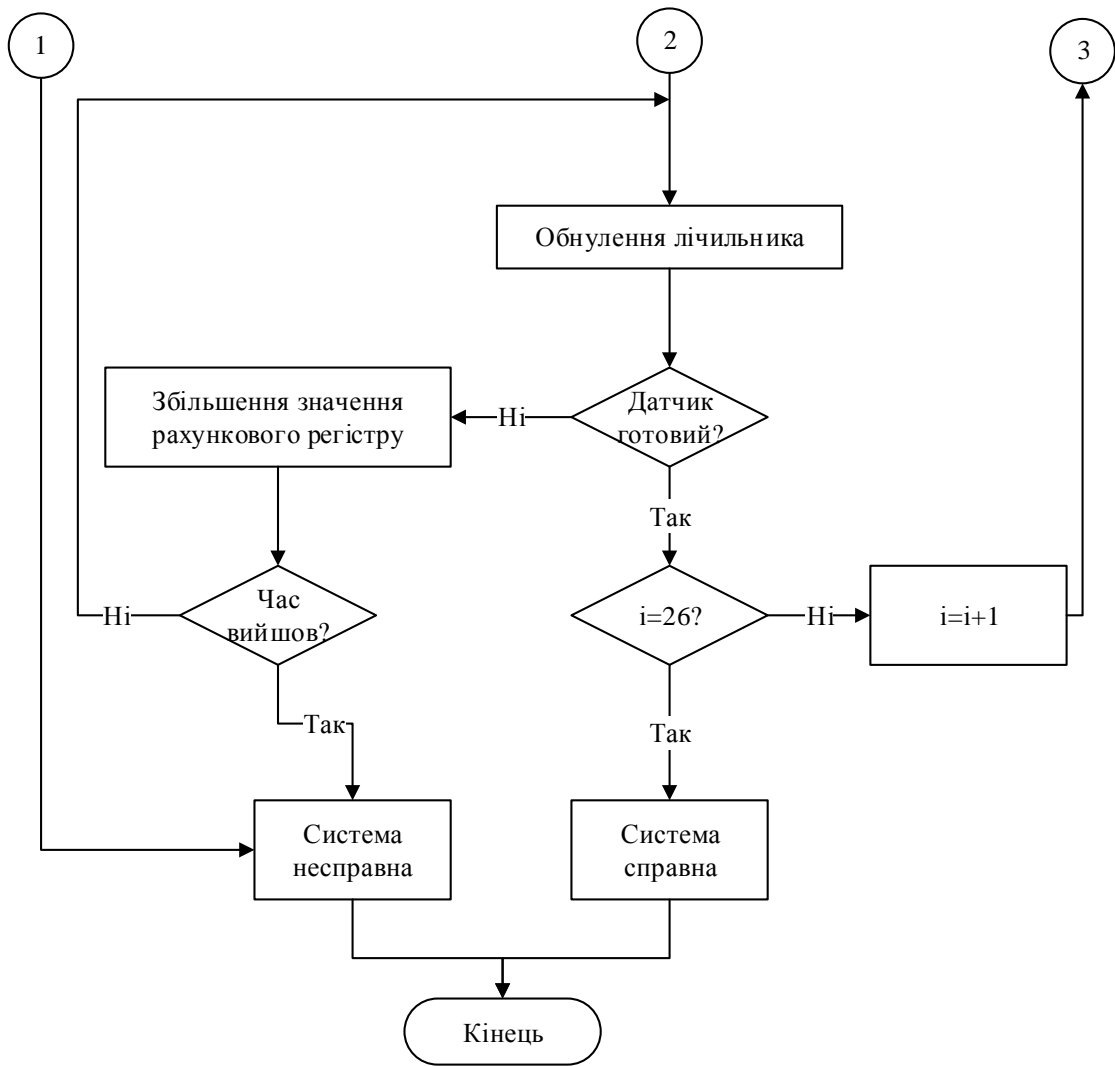 1
2
3
Обнулення лічильника
Збільшення значення
рахункового регістру
Ні
Датчик
готовий?
Так
Ні
Час
вийшов?
i=26?
Ні
i=i+1
Так
Так
Система
несправна
Система
справна
Кінець